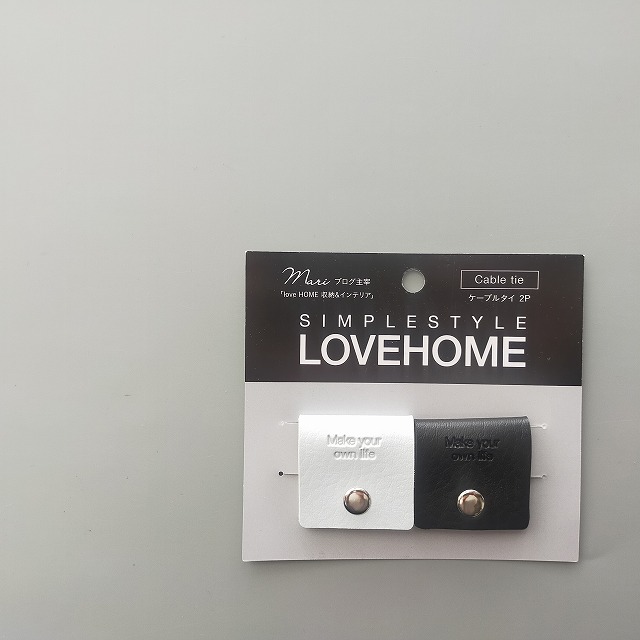 Mari ブログ主宰
「love HOME 収納&インテリア」
Cable tie
ケーブルタイ 2P
SIMPLESTYLE
LOVEHOME
Make your
own life
Make your
own life